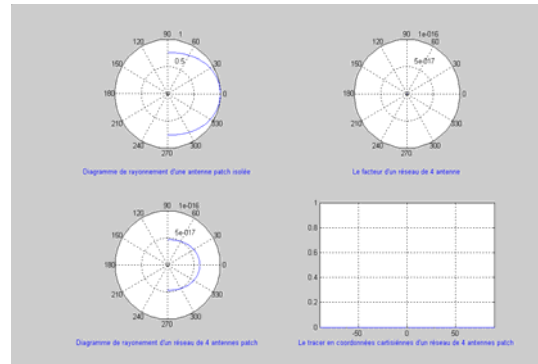 90 1
120 60
0.5
150 30
180 0
210 330
240 300
270
Diagramme de rayonnement d'une antenne patch isolée
90 1e-016
120 60
5e-017
150 30
180 0
210 330
240 300
270
Le facteur d'un réseau de 4 antenne
90 1e-016
120 60
5e-017
150 30
180 0
210 330
240 300
270
Diagramme de rayonement d'un réseau de 4 antennes patch
1
0.8
0.6
0.4
0.2
0
-50 0 50
Le tracer en coordonnées cartisiènnes d'un réseau de 4 antennes patch